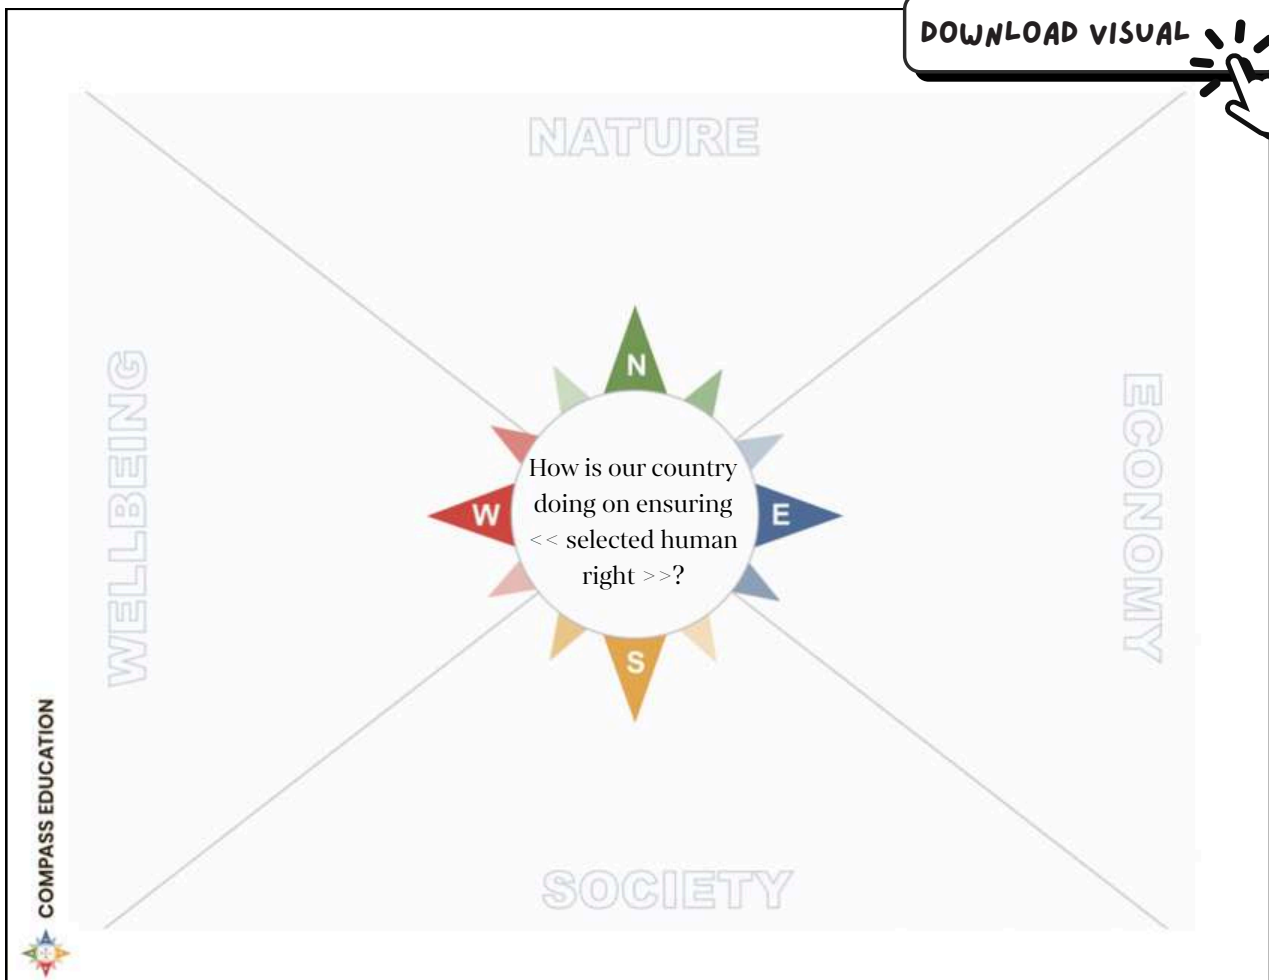 DOWNLOAD VISUAL
NATURE
WELLBEING
ECONOMY
N
W
E
S
How is our country
doing on ensuring
<< selected human
right >>?
SOCIETY
COMPASS EDUCATION